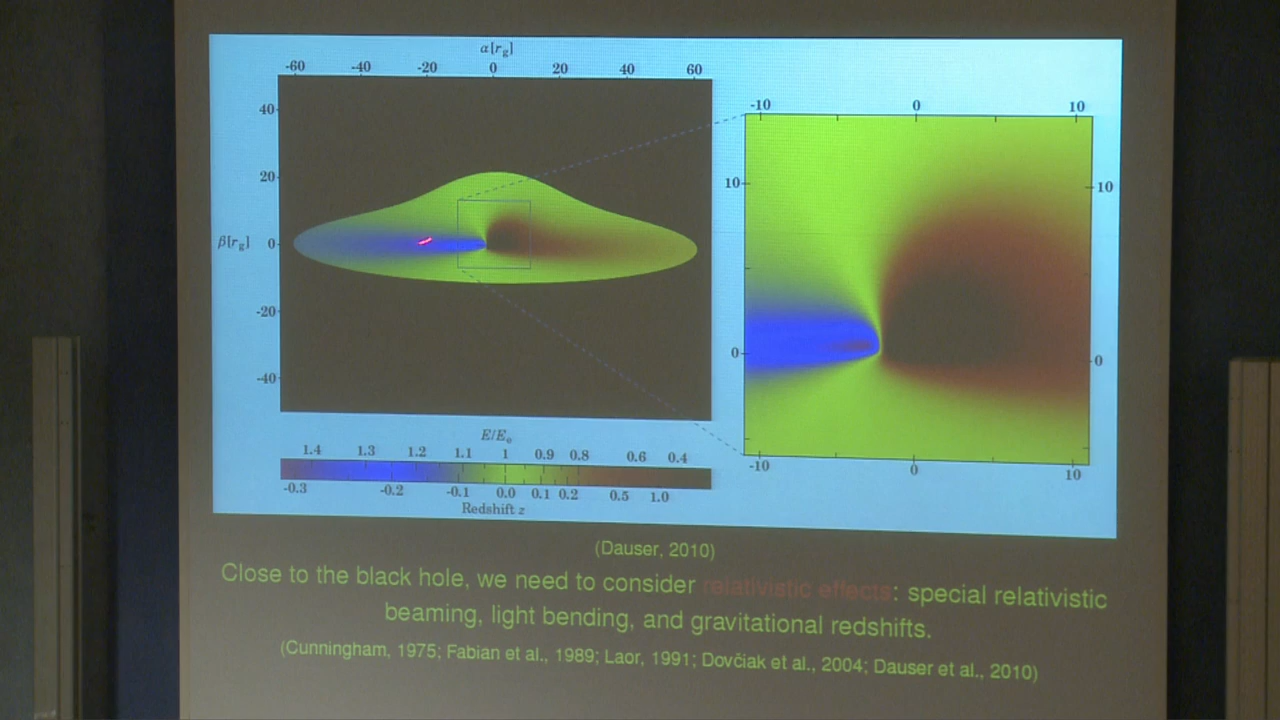 α[rg]
-60 -40 -20 0 20 40 60
40
20
β[rg] 0
-20
-40
-10 0 10
10 10
0 0
-10 0 10
E/Ee
1.4 1.3 1.2 1.1 1 0.9 0.8 0.6 0.4
-0.3 -0.2 -0.1 0.0 0.1 0.2 0.5 1.0
Redshift z
(Dauser, 2010)
Close to the black hole, we need to consider relativistic effects: special relativistic
beaming, light bending, and gravitational redshifts.
(Cunningham, 1975; Fabian et al., 1989; Laor, 1991; Dovčiak et al., 2004; Dauser et al., 2010)